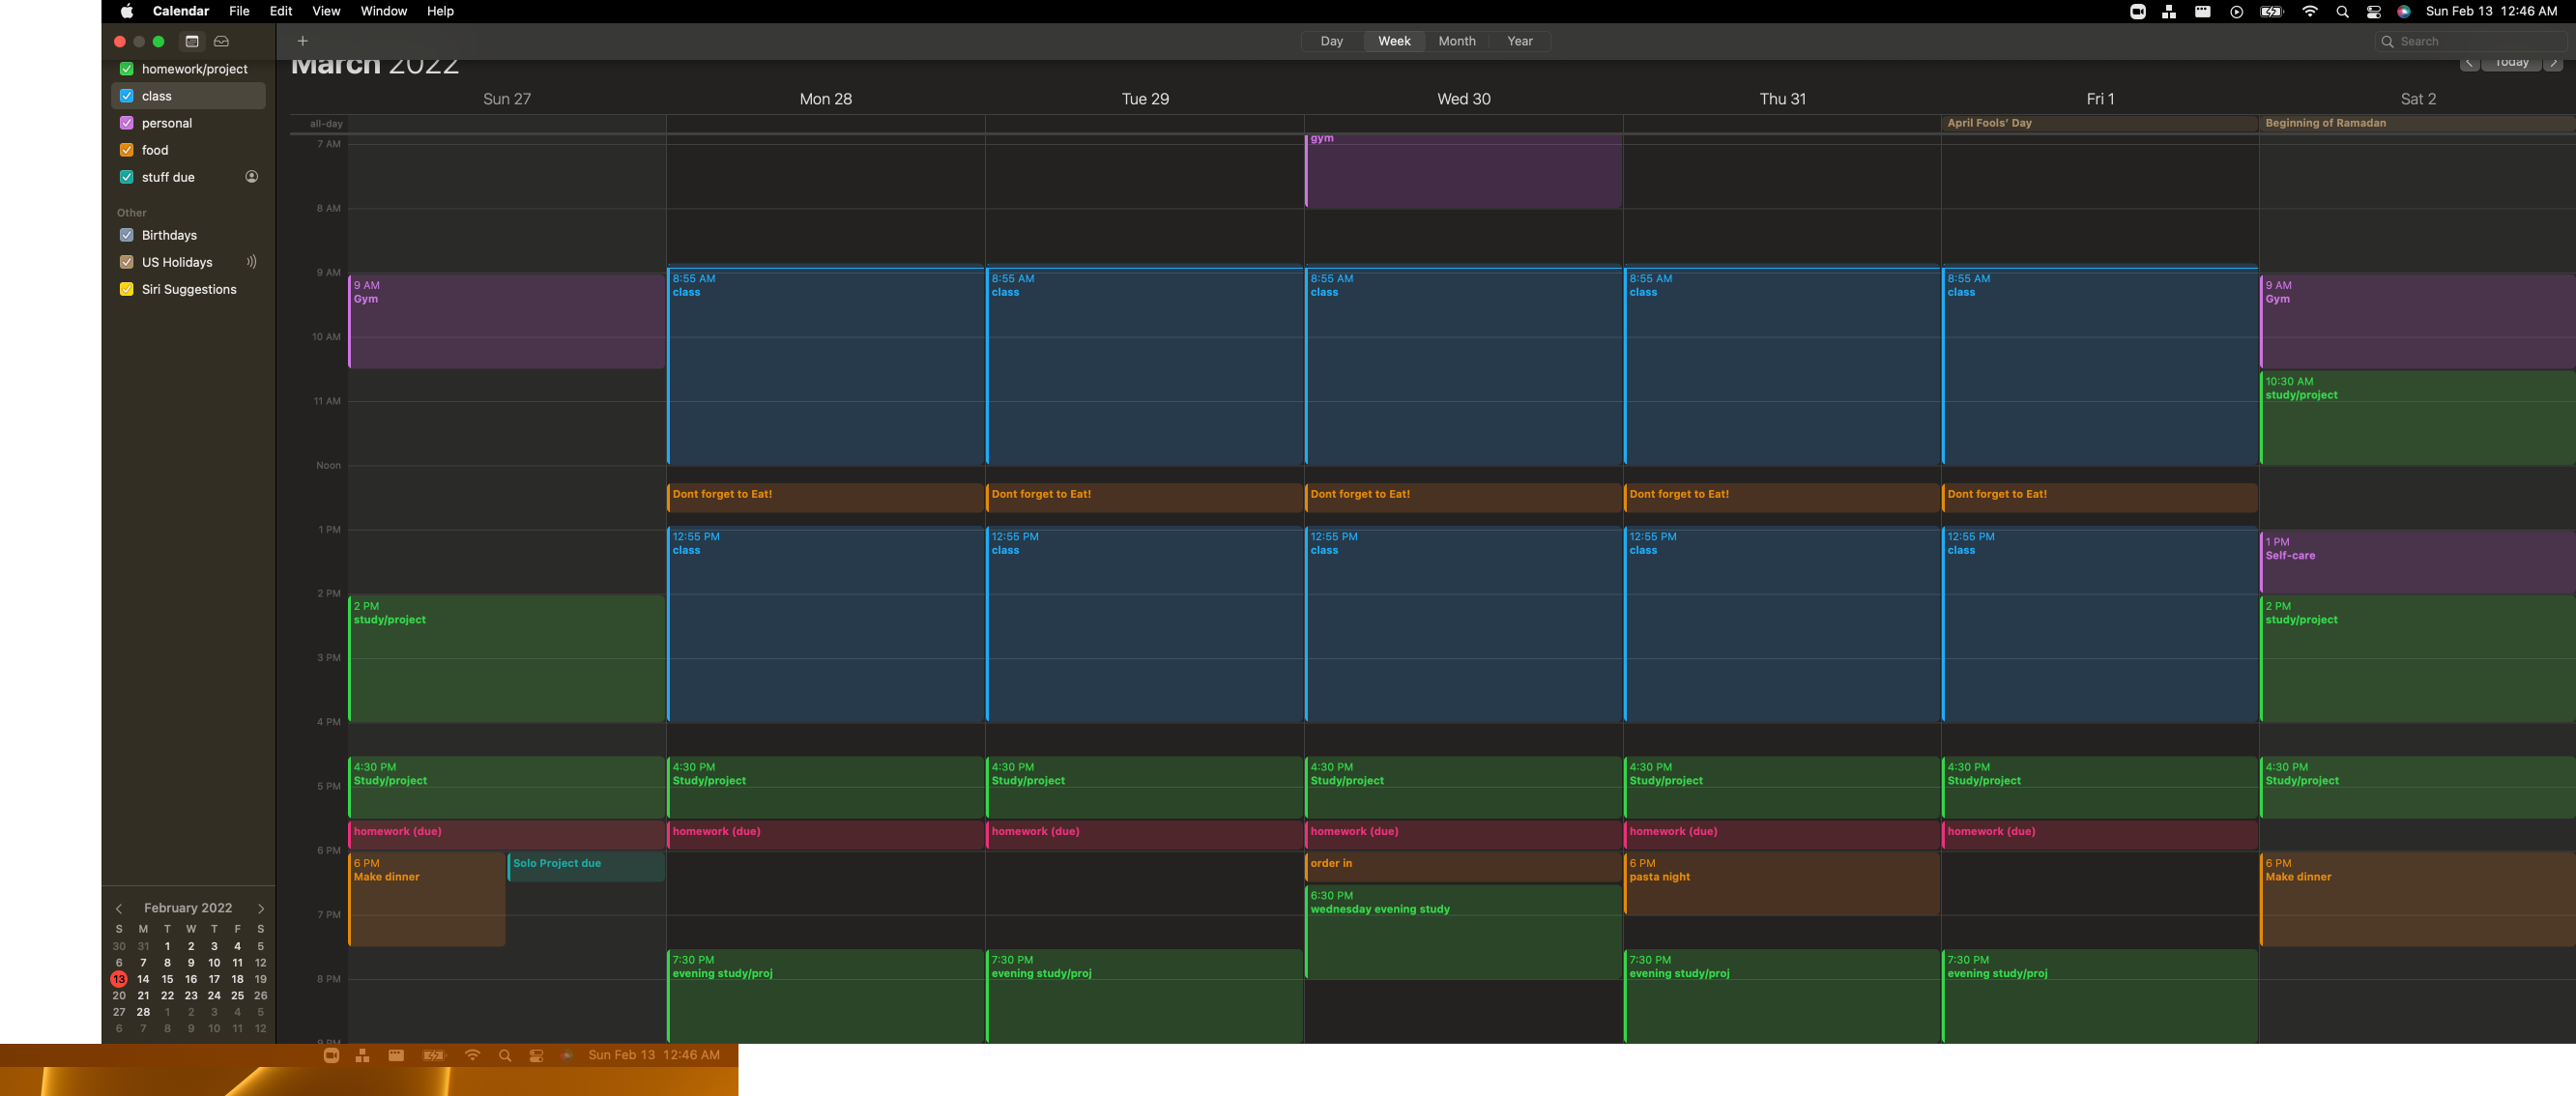 Calendar File Edit View Window Help
Sun Feb 13 12:46 AM
Day Week Month Year
Search
homework/project
class
personal
food
stuff due
Other
Birthdays
US Holidays
Siri Suggestions
March 2022
Today
Sun 27 Mon 28 Tue 29 Wed 30 Thu 31 Fri 1 Sat 2
all-day
April Fools' Day
Beginning of Ramadan
7 AM
8 AM
9 AM
10 AM
11 AM
Noon
1 PM
2 PM
3 PM
4 PM
5 PM
6 PM
7 PM
8 PM
9 PM
9 AM
Gym
2 PM
study/project
4:30 PM
Study/project
homework (due)
6 PM
Make dinner
Solo Project due
8:55 AM
class
Dont forget to Eat!
12:55 PM
class
4:30 PM
Study/project
homework (due)
7:30 PM
evening study/proj
8:55 AM
class
Dont forget to Eat!
12:55 PM
class
4:30 PM
Study/project
homework (due)
7:30 PM
evening study/proj
gym
8:55 AM
class
Dont forget to Eat!
12:55 PM
class
4:30 PM
Study/project
homework (due)
order in
6:30 PM
wednesday evening study
8:55 AM
class
Dont forget to Eat!
12:55 PM
class
4:30 PM
Study/project
homework (due)
6 PM
pasta night
7:30 PM
evening study/proj
8:55 AM
class
Dont forget to Eat!
12:55 PM
class
4:30 PM
Study/project
homework (due)
7:30 PM
evening study/proj
9 AM
Gym
10:30 AM
study/project
1 PM
Self-care
2 PM
study/project
4:30 PM
Study/project
6 PM
Make dinner
February 2022
S M T W T F S
30 31 1 2 3 4 5
6 7 8 9 10 11 12
13 14 15 16 17 18 19
20 21 22 23 24 25 26
27 28 1 2 3 4 5
6 7 8 9 10 11 12
Sun Feb 13 12:46 AM